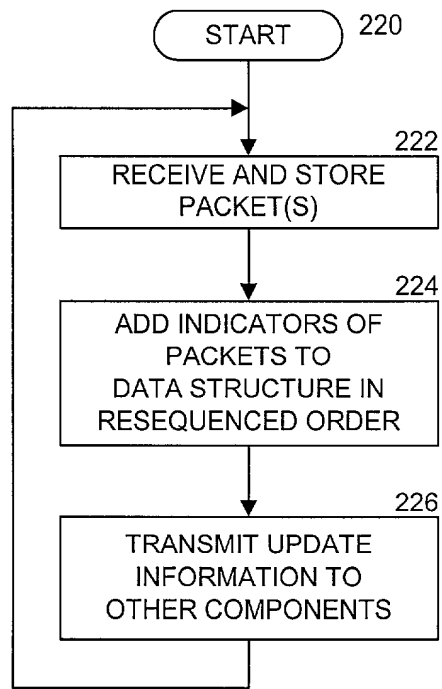 START
220
222
RECEIVE AND STORE
PACKET(S)
224
ADD INDICATORS OF
PACKETS TO
DATA STRUCTURE IN
RESEQUENCED ORDER
226
TRANSMIT UPDATE
INFORMATION TO
OTHER COMPONENTS